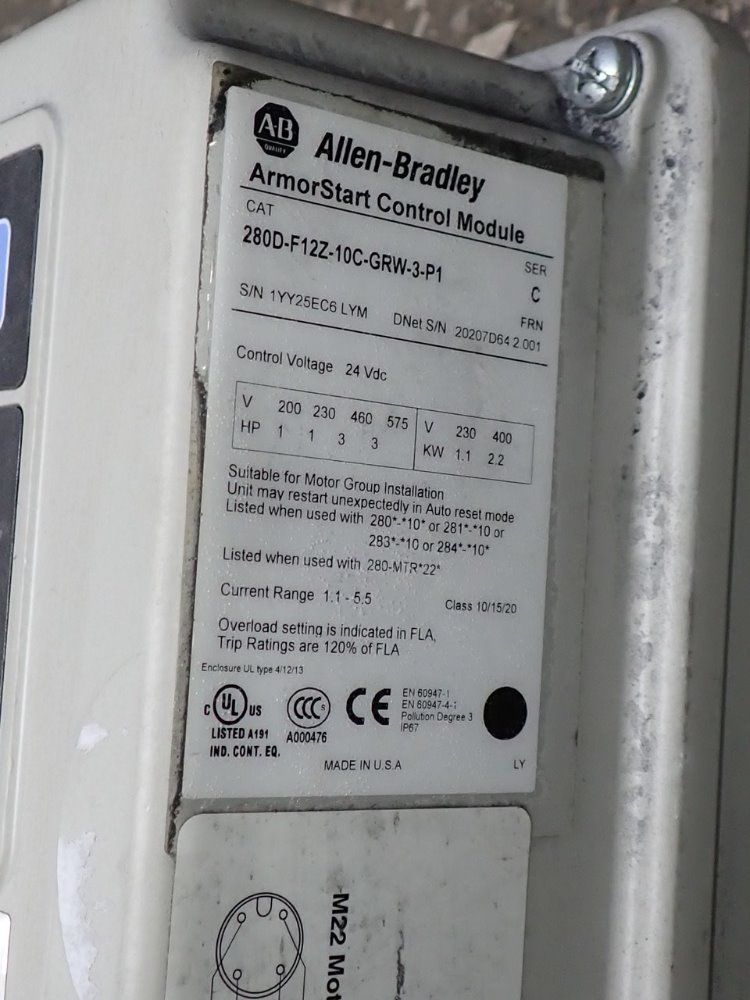 AB
QUALITY
Allen-Bradley
ArmorStart Control Module
CAT
280D-F12Z-10C-GRW-3-P1
SER
C
S/N 1YY25EC6 LYM
DNet S/N 20207D64
FRN
2.001
Control Voltage 24 Vdc
V 200 230 460 575 V 230 400
HP 1 1 3 3 KW 1.1 2.2
Suitable for Motor Group Installation
Unit may restart unexpectedly in Auto reset mode
Listed when used with 280*-*10* or 281*-*10 or
283*-*10 or 284*-*10*
Listed when used with 280-MTR*22*
Current Range 1.1 - 5.5 Class 10/15/20
Overload setting is indicated in FLA,
Trip Ratings are 120% of FLA
Enclosure UL type 4/12/13
C UL US
LISTED A191
IND. CONT. EQ.
CCC S
A000476
CE
EN 60947-1
EN 60947-4-1
Pollution Degree 3
IP67
MADE IN U.S.A
LY
M22 Mot